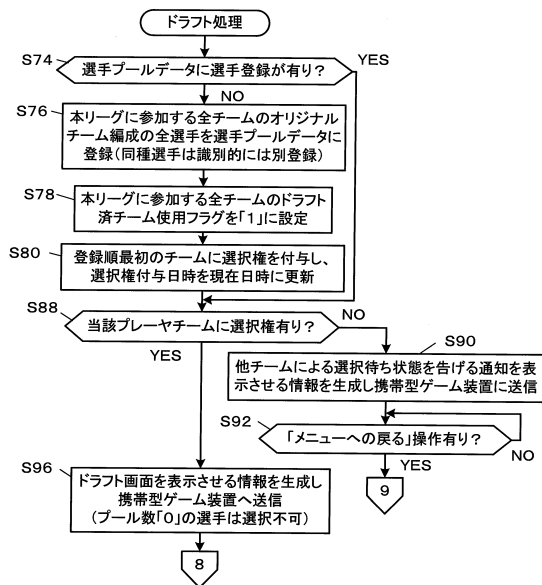 ドラフト処理
S74
選手プールデータに選手登録が有り?
YES
NO
S76
本リーグに参加する全チームのオリジナル
チーム編成の全選手を選手プールデータに
登録(同種選手は識別的には別登録)
S78
本リーグに参加する全チームのドラフト
済チーム使用フラグを「1」に設定
S80
登録順最初のチームに選択権を付与し、
選択権付与日時を現在日時に更新
S88
当該プレーヤチームに選択権有り?
NO
YES
S90
他チームによる選択待ち状態を告げる通知を表
示させる情報を生成し携帯型ゲーム装置に送信
S92
「メニューへの戻る」操作有り?
NO
YES
9
S96
ドラフト画面を表示させる情報を生成し
携帯型ゲーム装置へ送信
(プール数「0」の選手は選択不可)
8